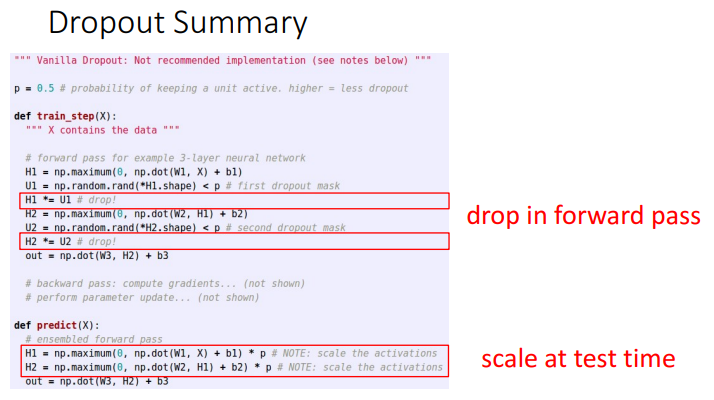 Dropout Summary
""" Vanilla Dropout: Not recommended implementation (see notes below) """
p = 0.5 # probability of keeping a unit active. higher = less dropout
def train_step(X):
""" X contains the data """
# forward pass for example 3-layer neural network
H1 = np.maximum(0, np.dot(W1, X) + b1)
U1 = np.random.rand(*H1.shape) < p # first dropout mask
H1 *= U1 # drop!
H2 = np.maximum(0, np.dot(W2, H1) + b2)
U2 = np.random.rand(*H2.shape) < p # second dropout mask
H2 *= U2 # drop!
out = np.dot(W3, H2) + b3
# backward pass: compute gradients... (not shown)
# perform parameter update... (not shown)
def predict(X):
# ensembled forward pass
H1 = np.maximum(0, np.dot(W1, X) + b1) * p # NOTE: scale the activations
H2 = np.maximum(0, np.dot(W2, H1) + b2) * p # NOTE: scale the activations
out = np.dot(W3, H2) + b3
drop in forward pass
scale at test time